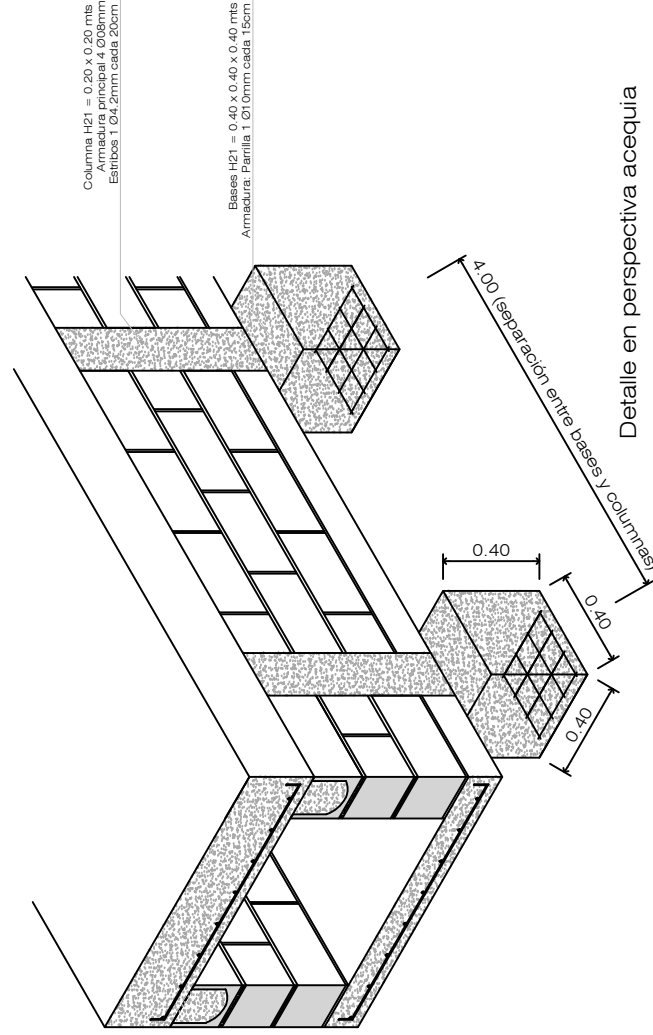 Columna H21 = 0.20 x 0.20 mts
Armadura principal 4 Ø08mm
Estribos 1 Ø4.2mm cada 20cm
Bases H21 = 0.40 x 0.40 x 0.40 mts
Armadura: Parrilla 1 Ø10mm cada 15cm
4.00 (separación entre bases y columnas)
0.40
0.40
0.40
Detalle en perspectiva acequia